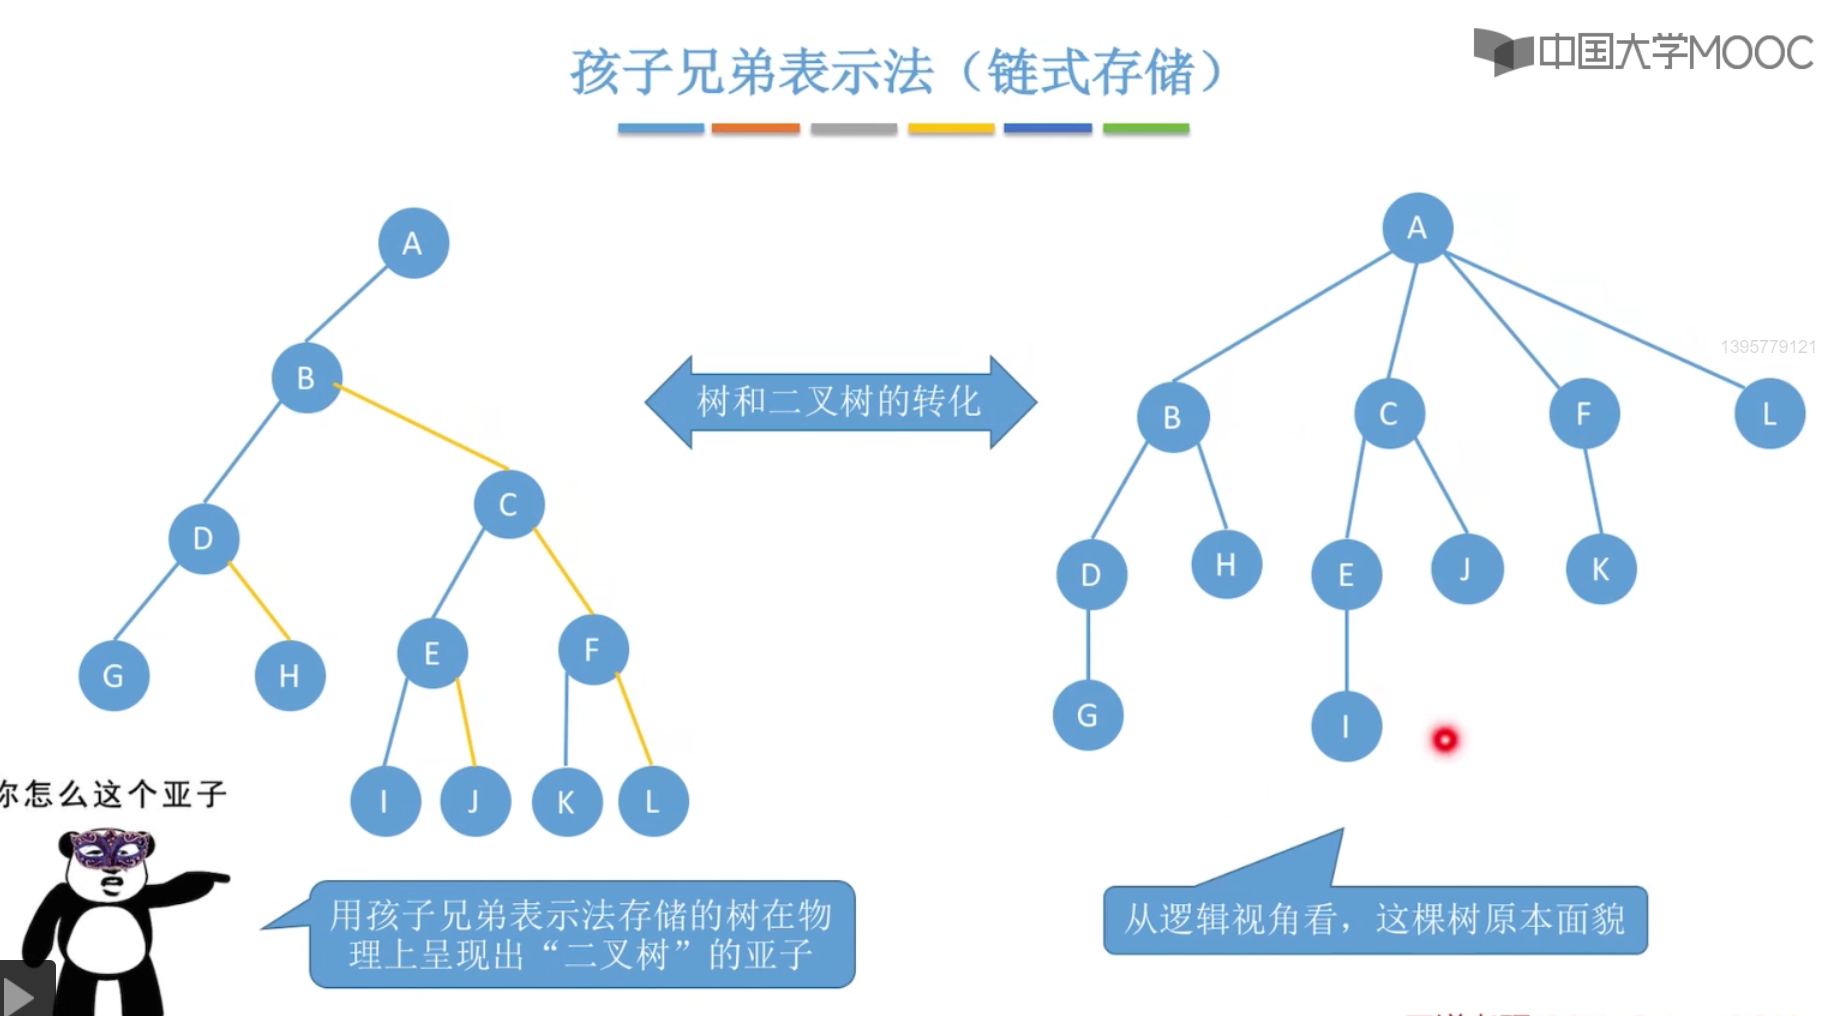 中国大学MOOC
孩子兄弟表示法（链式存储）
A
B
C
D
G
H
E
F
I
J
K
L
树和二叉树的转化
A
B
C
F
L
D
H
E
J
K
G
I
1395779121
你怎么这个亚子
用孩子兄弟表示法存储的树在物
理上呈现出“二叉树”的亚子
从逻辑视角看，这棵树原本面貌